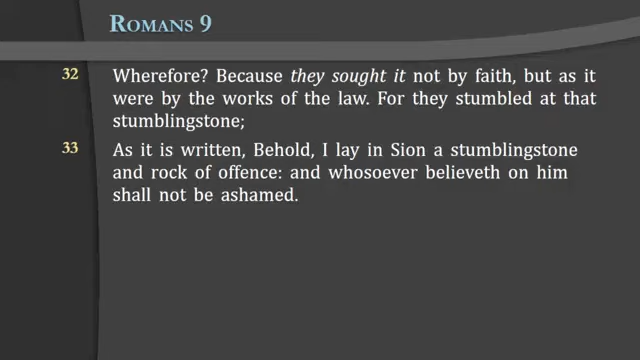 Romans 9
32 Wherefore? Because they sought it not by faith, but as it
were by the works of the law. For they stumbled at that
stumblingstone;
33 As it is written, Behold, I lay in Sion a stumblingstone
and rock of offence: and whosoever believeth on him
shall not be ashamed.